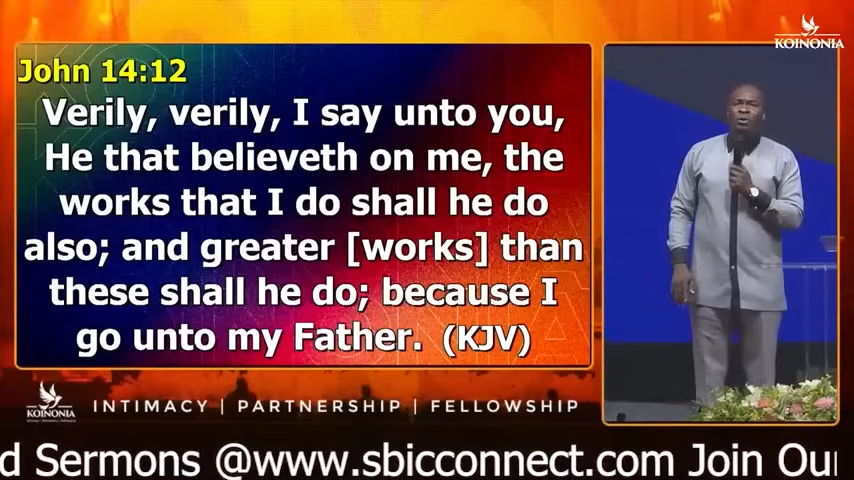 KOINONIA
John 14:12
Verily, verily, I say unto you,
He that believeth on me, the
works that I do shall he do
also; and greater [works] than
these shall he do; because I
go unto my Father. (KJV)
KOINONIA
INTIMACY | PARTNERSHIP | FELLOWSHIP
d Sermons @www.sbicconnect.com Join Ou